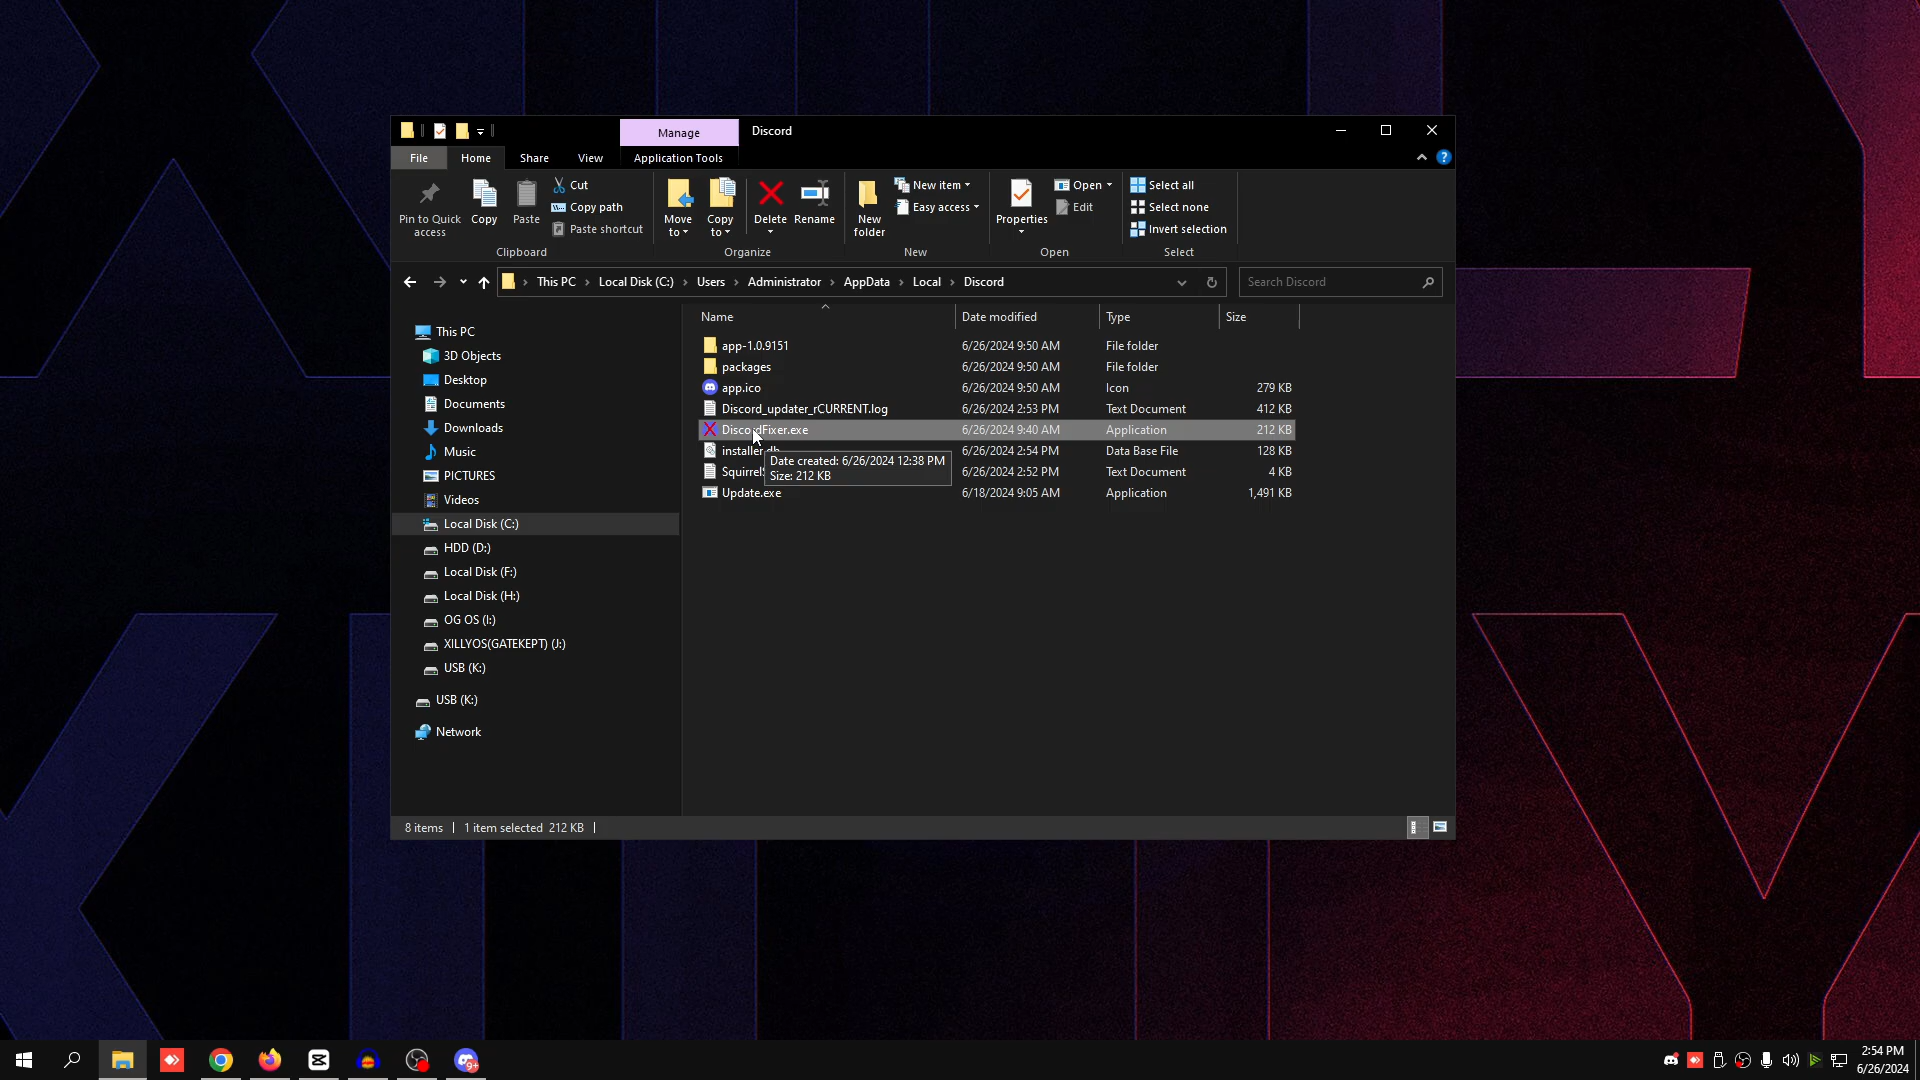 Manage
Discord
File
Home
Share
View
Application Tools
Pin to Quick access
Copy
Paste
Cut
Copy path
Paste shortcut
Clipboard
Move to
Copy to
Delete
Rename
Organize
New folder
New item
Easy access
New
Properties
Open
Edit
Open
Select all
Select none
Invert selection
Select
This PC > Local Disk (C:) > Users > Administrator > AppData > Local > Discord
Search Discord
This PC
3D Objects
Desktop
Documents
Downloads
Music
PICTURES
Videos
Local Disk (C:)
HDD (D:)
Local Disk (F:)
Local Disk (H:)
OG OS (I:)
XILLYOS(GATEKEPT) (J:)
USB (K:)
USB (K:)
Network
Name Date modified Type Size
app-1.0.9151 6/26/2024 9:50 AM File folder
packages 6/26/2024 9:50 AM File folder
app.ico 6/26/2024 9:50 AM Icon 279 KB
Discord_updater_rCURRENT.log 6/26/2024 2:53 PM Text Document 412 KB
DiscordFixer.exe 6/26/2024 9:40 AM Application 212 KB
installer.db 6/26/2024 2:54 PM Data Base File 128 KB
Squirrel 6/26/2024 2:52 PM Text Document 4 KB
Update.exe 6/18/2024 9:05 AM Application 1,491 KB
Date created: 6/26/2024 12:38 PM
Size: 212 KB
8 items 1 item selected 212 KB
9+
2:54 PM
6/26/2024